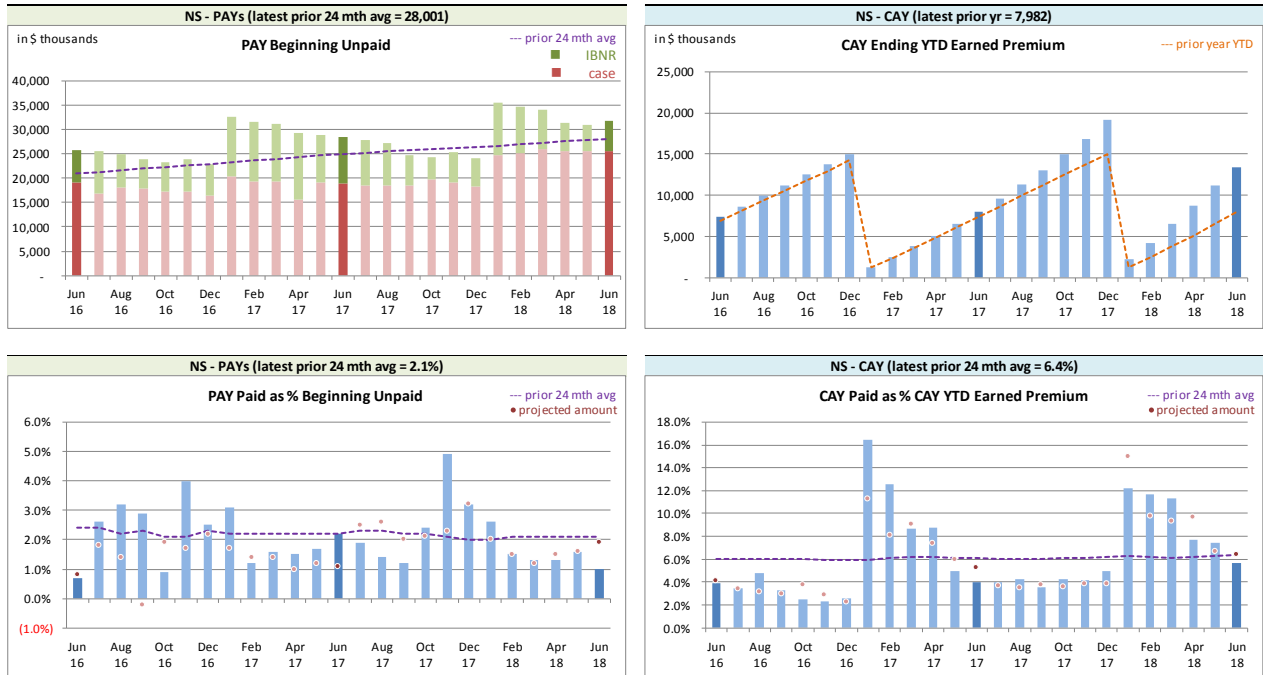 NS - PAYs (latest prior 24 mth avg = 28,001)
in $ thousands
PAY Beginning Unpaid
--- prior 24 mth avg
IBNR
case
40,000
35,000
30,000
25,000
20,000
15,000
10,000
5,000
-
Jun Aug Oct Dec Feb Apr Jun Aug Oct Dec Feb Apr Jun
16 16 16 16 17 17 17 17 17 17 18 18 18
NS - CAY (latest prior yr = 7,982)
in $ thousands
CAY Ending YTD Earned Premium
--- prior year YTD
25,000
20,000
15,000
10,000
5,000
-
Jun Aug Oct Dec Feb Apr Jun Aug Oct Dec Feb Apr Jun
16 16 16 16 17 17 17 17 17 17 18 18 18
NS - PAYs (latest prior 24 mth avg = 2.1%)
PAY Paid as % Beginning Unpaid
--- prior 24 mth avg
projected amount
6.0%
5.0%
4.0%
3.0%
2.0%
1.0%
0.0%
(1.0%)
Jun Aug Oct Dec Feb Apr Jun Aug Oct Dec Feb Apr Jun
16 16 16 16 17 17 17 17 17 17 18 18 18
NS - CAY (latest prior 24 mth avg = 6.4%)
CAY Paid as % CAY YTD Earned Premium
--- prior 24 mth avg
projected amount
18.0%
16.0%
14.0%
12.0%
10.0%
8.0%
6.0%
4.0%
2.0%
0.0%
Jun Aug Oct Dec Feb Apr Jun Aug Oct Dec Feb Apr Jun
16 16 16 16 17 17 17 17 17 17 18 18 18